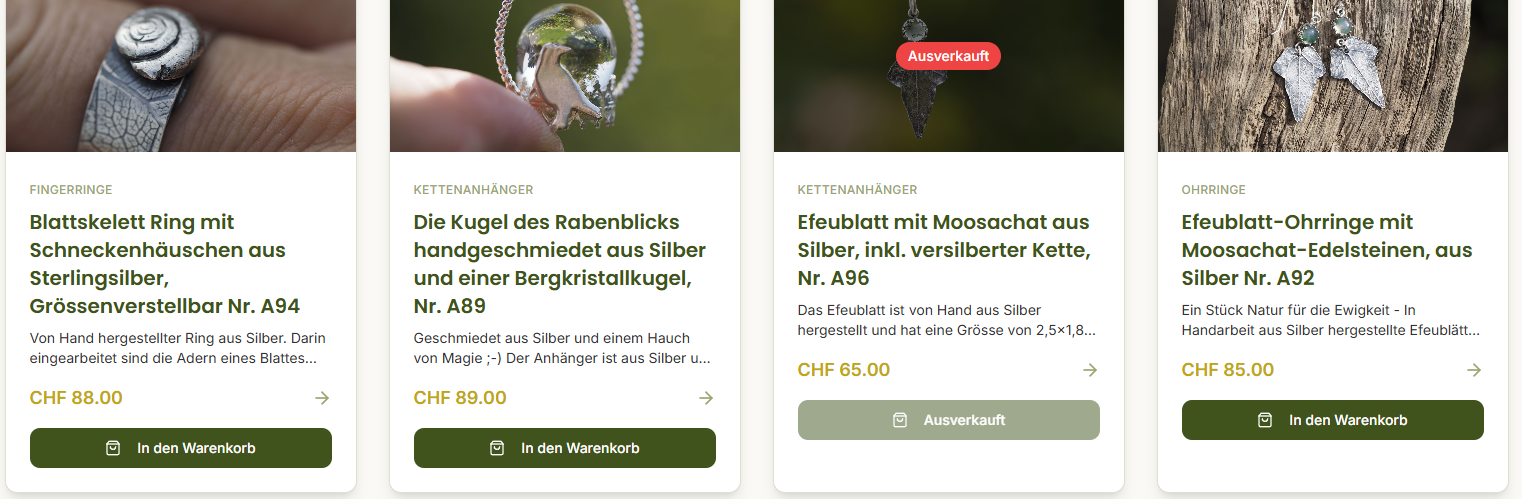 FINGERRINGE
Blattskelett Ring mit
Schneckenhäuschen aus
Sterlingsilber,
Grössenverstellbar Nr. A94
Von Hand hergestellter Ring aus Silber. Darin
eingearbeitet sind die Adern eines Blattes...
CHF 88.00
In den Warenkorb
KETTENANHÄNGER
Die Kugel des Rabenblicks
handgeschmiedet aus Silber
und einer Bergkristallkugel,
Nr. A89
Geschmiedet aus Silber und einem Hauch
von Magie ;-) Der Anhänger ist aus Silber u...
CHF 89.00
In den Warenkorb
Ausverkauft
KETTENANHÄNGER
Efeublatt mit Moosachat aus
Silber, inkl. versilberter Kette,
Nr. A96
Das Efeublatt ist von Hand aus Silber
hergestellt und hat eine Grösse von 2,5×1,8...
CHF 65.00
Ausverkauft
OHRRINGE
Efeublatt-Ohrringe mit
Moosachat-Edelsteinen, aus
Silber Nr. A92
Ein Stück Natur für die Ewigkeit - In
Handarbeit aus Silber hergestellte Efeublätt...
CHF 85.00
In den Warenkorb